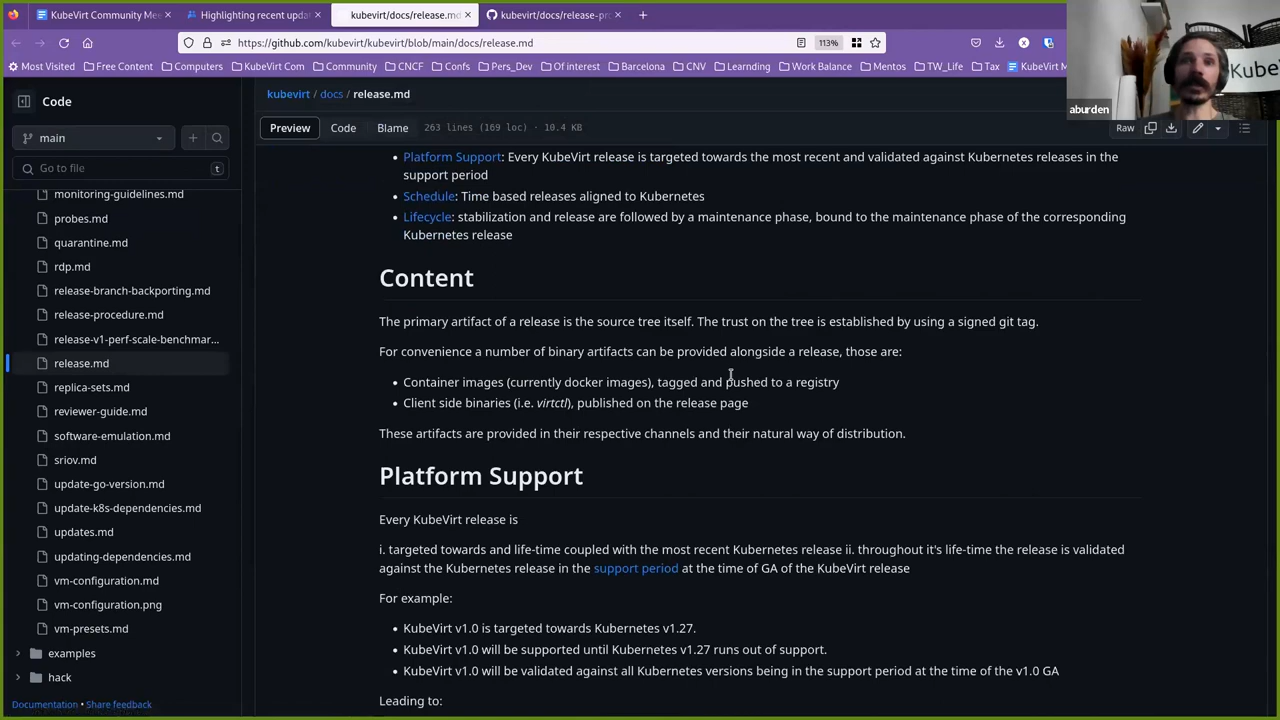 KubeVirt Community Mee
Highlighting recent updat
kubevirt/docs/release.md
kubevirt/docs/release-pr
https://github.com/kubevirt/kubevirt/blob/main/docs/release.md
113%
Most Visited
Free Content
Computers
KubeVirt Com
Community
CNCF
Confs
Pers_Dev
Of interest
Barcelona
CNV
Learnding
Work Balance
Mentos
TW_Life
Tax
KubeVirt M
KubeV
aburden
Code
kubevirt / docs / release.md
main
Preview
Code
Blame
263 lines (169 loc) · 10.4 KB
Raw
Go to file
t
monitoring-guidelines.md
probes.md
quarantine.md
rdp.md
release-branch-backporting.md
release-procedure.md
release-v1-perf-scale-benchmar...
release.md
replica-sets.md
reviewer-guide.md
software-emulation.md
sriov.md
update-go-version.md
update-k8s-dependencies.md
updates.md
updating-dependencies.md
vm-configuration.md
vm-configuration.png
vm-presets.md
examples
hack
Documentation • Share feedback
Platform Support: Every KubeVirt release is targeted towards the most recent and validated against Kubernetes releases in the
support period
Schedule: Time based releases aligned to Kubernetes
Lifecycle: stabilization and release are followed by a maintenance phase, bound to the maintenance phase of the corresponding
Kubernetes release
Content
The primary artifact of a release is the source tree itself. The trust on the tree is established by using a signed git tag.
For convenience a number of binary artifacts can be provided alongside a release, those are:
Container images (currently docker images), tagged and pushed to a registry
Client side binaries (i.e. virtctl), published on the release page
These artifacts are provided in their respective channels and their natural way of distribution.
Platform Support
Every KubeVirt release is
i. targeted towards and life-time coupled with the most recent Kubernetes release ii. throughout it's life-time the release is validated
against the Kubernetes release in the support period at the time of GA of the KubeVirt release
For example:
KubeVirt v1.0 is targeted towards Kubernetes v1.27.
KubeVirt v1.0 will be supported until Kubernetes v1.27 runs out of support.
KubeVirt v1.0 will be validated against all Kubernetes versions being in the support period at the time of the v1.0 GA
Leading to: